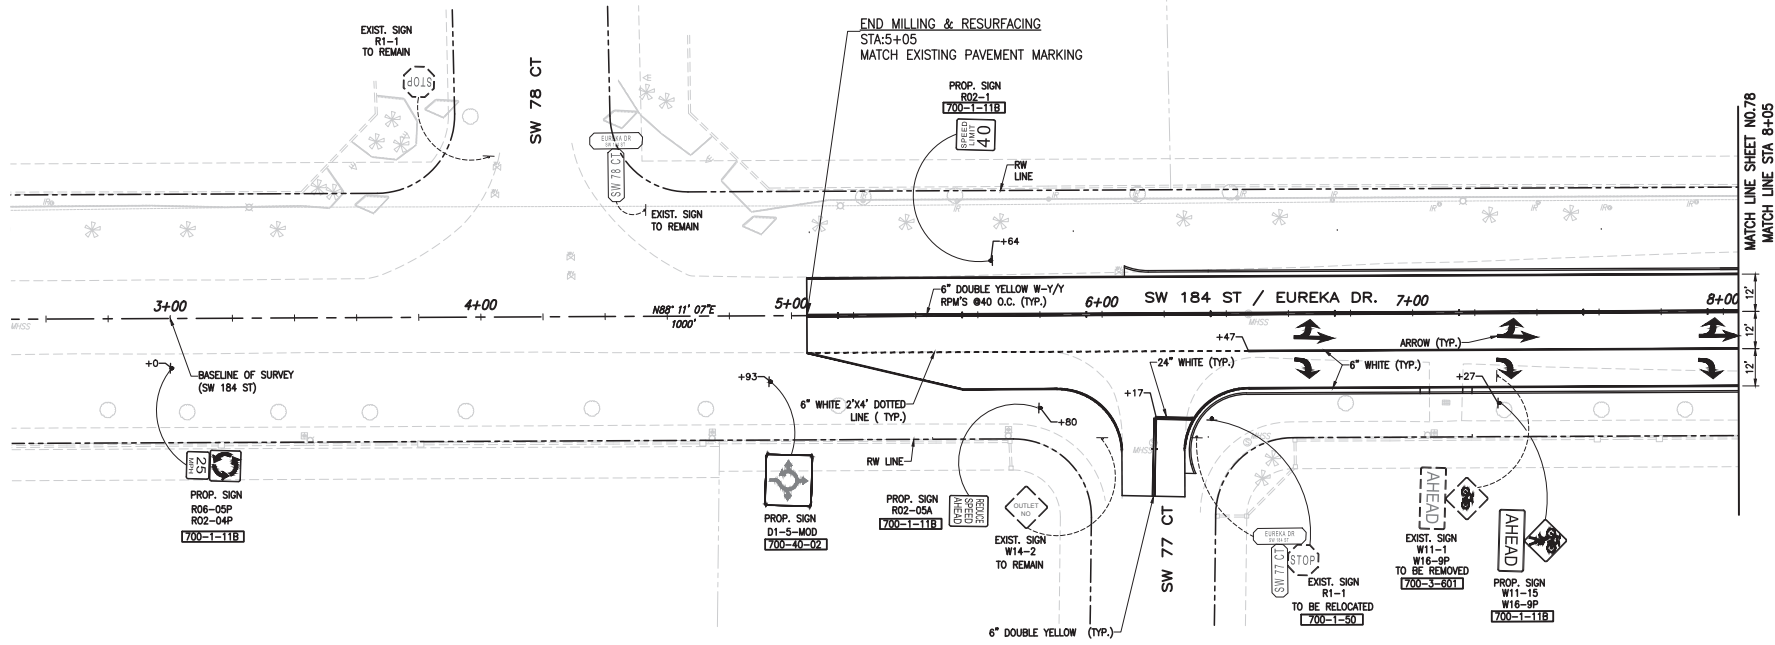 END MILLING & RESURFACING
STA:5+05
MATCH EXISTING PAVEMENT MARKING
EXIST. SIGN
R1-1
TO REMAIN
STOP
SW 78 CT
EUREKA DR
SW 184 ST
SW 78 CT
EXIST. SIGN
TO REMAIN
PROP. SIGN
R02-1
700-1-11B
SPEED
LIMIT
40
RW
LINE
+64
MATCH LINE SHEET NO.78
MATCH LINE STA 8+05
3+00
4+00
N88° 11' 07"E
1000'
5+00
6" DOUBLE YELLOW W-Y/Y
RPM'S @40 O.C. (TYP.)
6+00
SW 184 ST / EUREKA DR.
7+00
8+00
12'
12'
12'
MHSS
MHSS
+0
BASELINE OF SURVEY
(SW 184 ST)
+93
6" WHITE 2'X4' DOTTED
LINE ( TYP.)
+47
24" WHITE (TYP.)
ARROW (TYP.)
6" WHITE (TYP.)
+17
+27
+80
RW LINE
MHSS
MHSS
25
MPH
PROP. SIGN
R06-05P
R02-04P
700-1-11B
PROP. SIGN
D1-5-MOD
700-40-02
PROP. SIGN
R02-05A
700-1-11B
REDUCE
SPEED
AHEAD
OUTLET
NO
EXIST. SIGN
W14-2
TO REMAIN
SW 77 CT
6" DOUBLE YELLOW (TYP.)
EUREKA DR
SW 184 ST
SW 77 CT
STOP
EXIST. SIGN
R1-1
TO BE RELOCATED
700-1-50
AHEAD
EXIST. SIGN
W11-1
W16-9P
TO BE REMOVED
700-3-601
AHEAD
PROP. SIGN
W11-15
W16-9P
700-1-11B